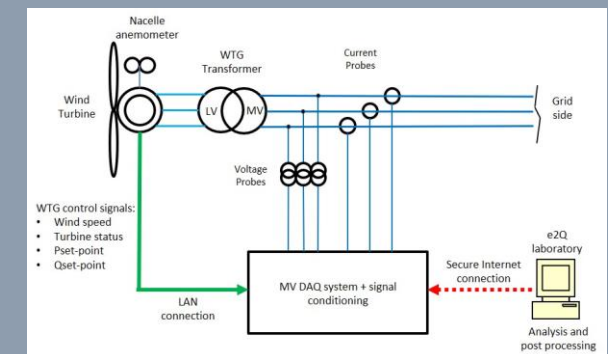 Nacelle
anemometer
WTG
Transformer
Current
Probes
Wind
Turbine
LV
MV
Grid
side
Voltage
Probes
WTG control signals:
• Wind speed
• Turbine status
• Pset-point
• Qset-point
LAN
connection
MV DAQ system + signal
conditioning
Secure Internet
connection
e2Q
laboratory
Analysis and
post processing